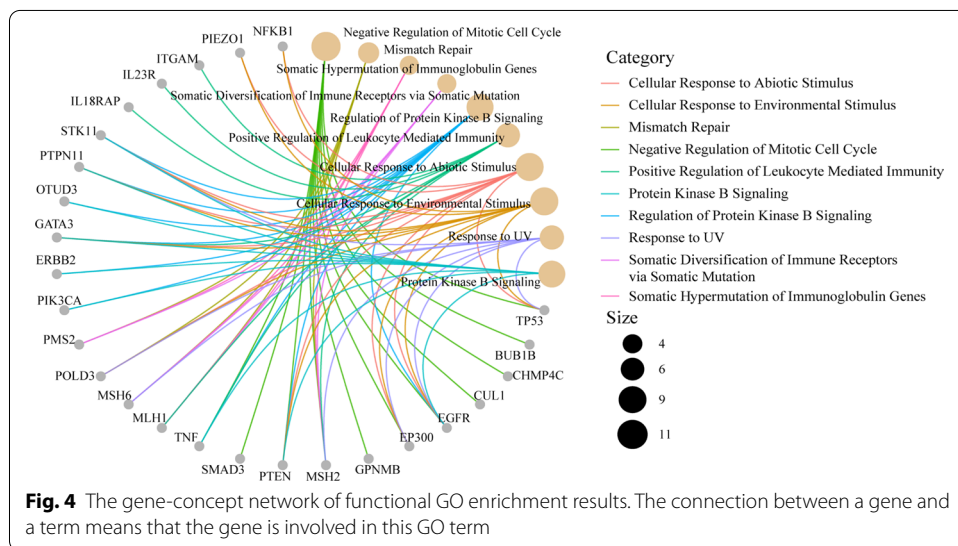 NFKB1
PIEZO1
ITGAM
IL23R
IL18RAP
STK11
PTPN11
OTUD3
GATA3
ERBB2
PIK3CA
PMS2
POLD3
MSH6
MLH1
TNF
SMAD3
PTEN
MSH2
GPNMB
EP300
EGFR
CUL1
CHMP4C
BUB1B
TP53
Negative Regulation of Mitotic Cell Cycle
Mismatch Repair
Somatic Hypermutation of Immunoglobulin Genes
Somatic Diversification of Immune Receptors via Somatic Mutation
Regulation of Protein Kinase B Signaling
Positive Regulation of Leukocyte Mediated Immunity
Cellular Response to Abiotic Stimulus
Cellular Response to Environmental Stimulus
Response to UV
Protein Kinase B Signaling
Category
Cellular Response to Abiotic Stimulus
Cellular Response to Environmental Stimulus
Mismatch Repair
Negative Regulation of Mitotic Cell Cycle
Positive Regulation of Leukocyte Mediated Immunity
Protein Kinase B Signaling
Regulation of Protein Kinase B Signaling
Response to UV
Somatic Diversification of Immune Receptors
via Somatic Mutation
Somatic Hypermutation of Immunoglobulin Genes
Size
4
6
9
11
Fig. 4 The gene-concept network of functional GO enrichment results. The connection between a gene and
a term means that the gene is involved in this GO term